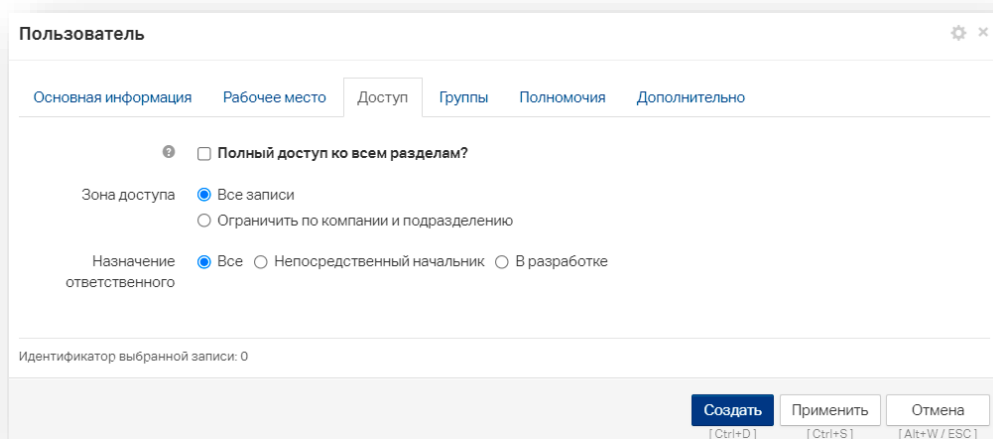 Пользователь
Основная информация Рабочее место Доступ Группы Полномочия Дополнительно
Полный доступ ко всем разделам?
Зона доступа Все записи
Ограничить по компании и подразделению
Назначение ответственного Все Непосредственный начальник В разработке
Идентификатор выбранной записи: 0
Создать Применить Отмена
[ Ctrl+D ] [ Ctrl+S ] [ Alt+W / ESC ]